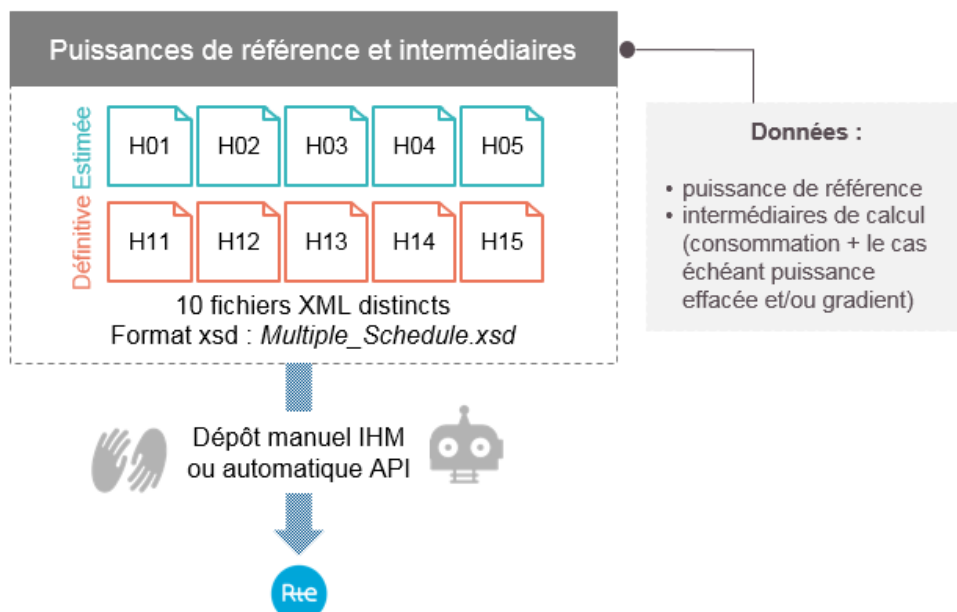 Puissances de référence et intermédiaires
Estimée
H01 H02 H03 H04 H05
Définitive
H11 H12 H13 H14 H15
10 fichiers XML distincts
Format xsd : Multiple_Schedule.xsd
Données :
• puissance de référence
• intermédiaires de calcul
(consommation + le cas
échéant puissance
effacée et/ou gradient)
Dépôt manuel IHM
ou automatique API
Rte